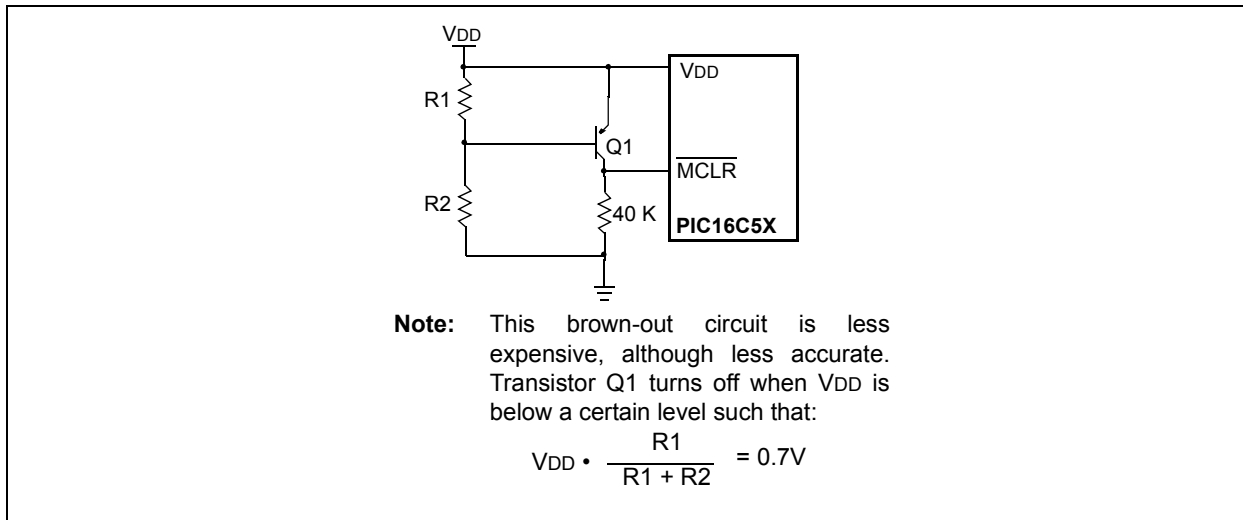 VDD
VDD
R1
Q1
MCLR
R2
40 K
PIC16C5X
Note: This brown-out circuit is less
expensive, although less accurate.
Transistor Q1 turns off when VDD is
below a certain level such that:
VDD • R1 / R1 + R2 = 0.7V